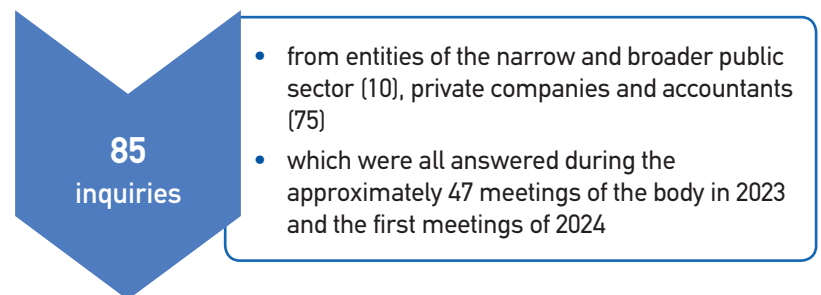 85
inquiries
• from entities of the narrow and broader public
sector (10), private companies and accountants
(75)
• which were all answered during the
approximately 47 meetings of the body in 2023
and the first meetings of 2024